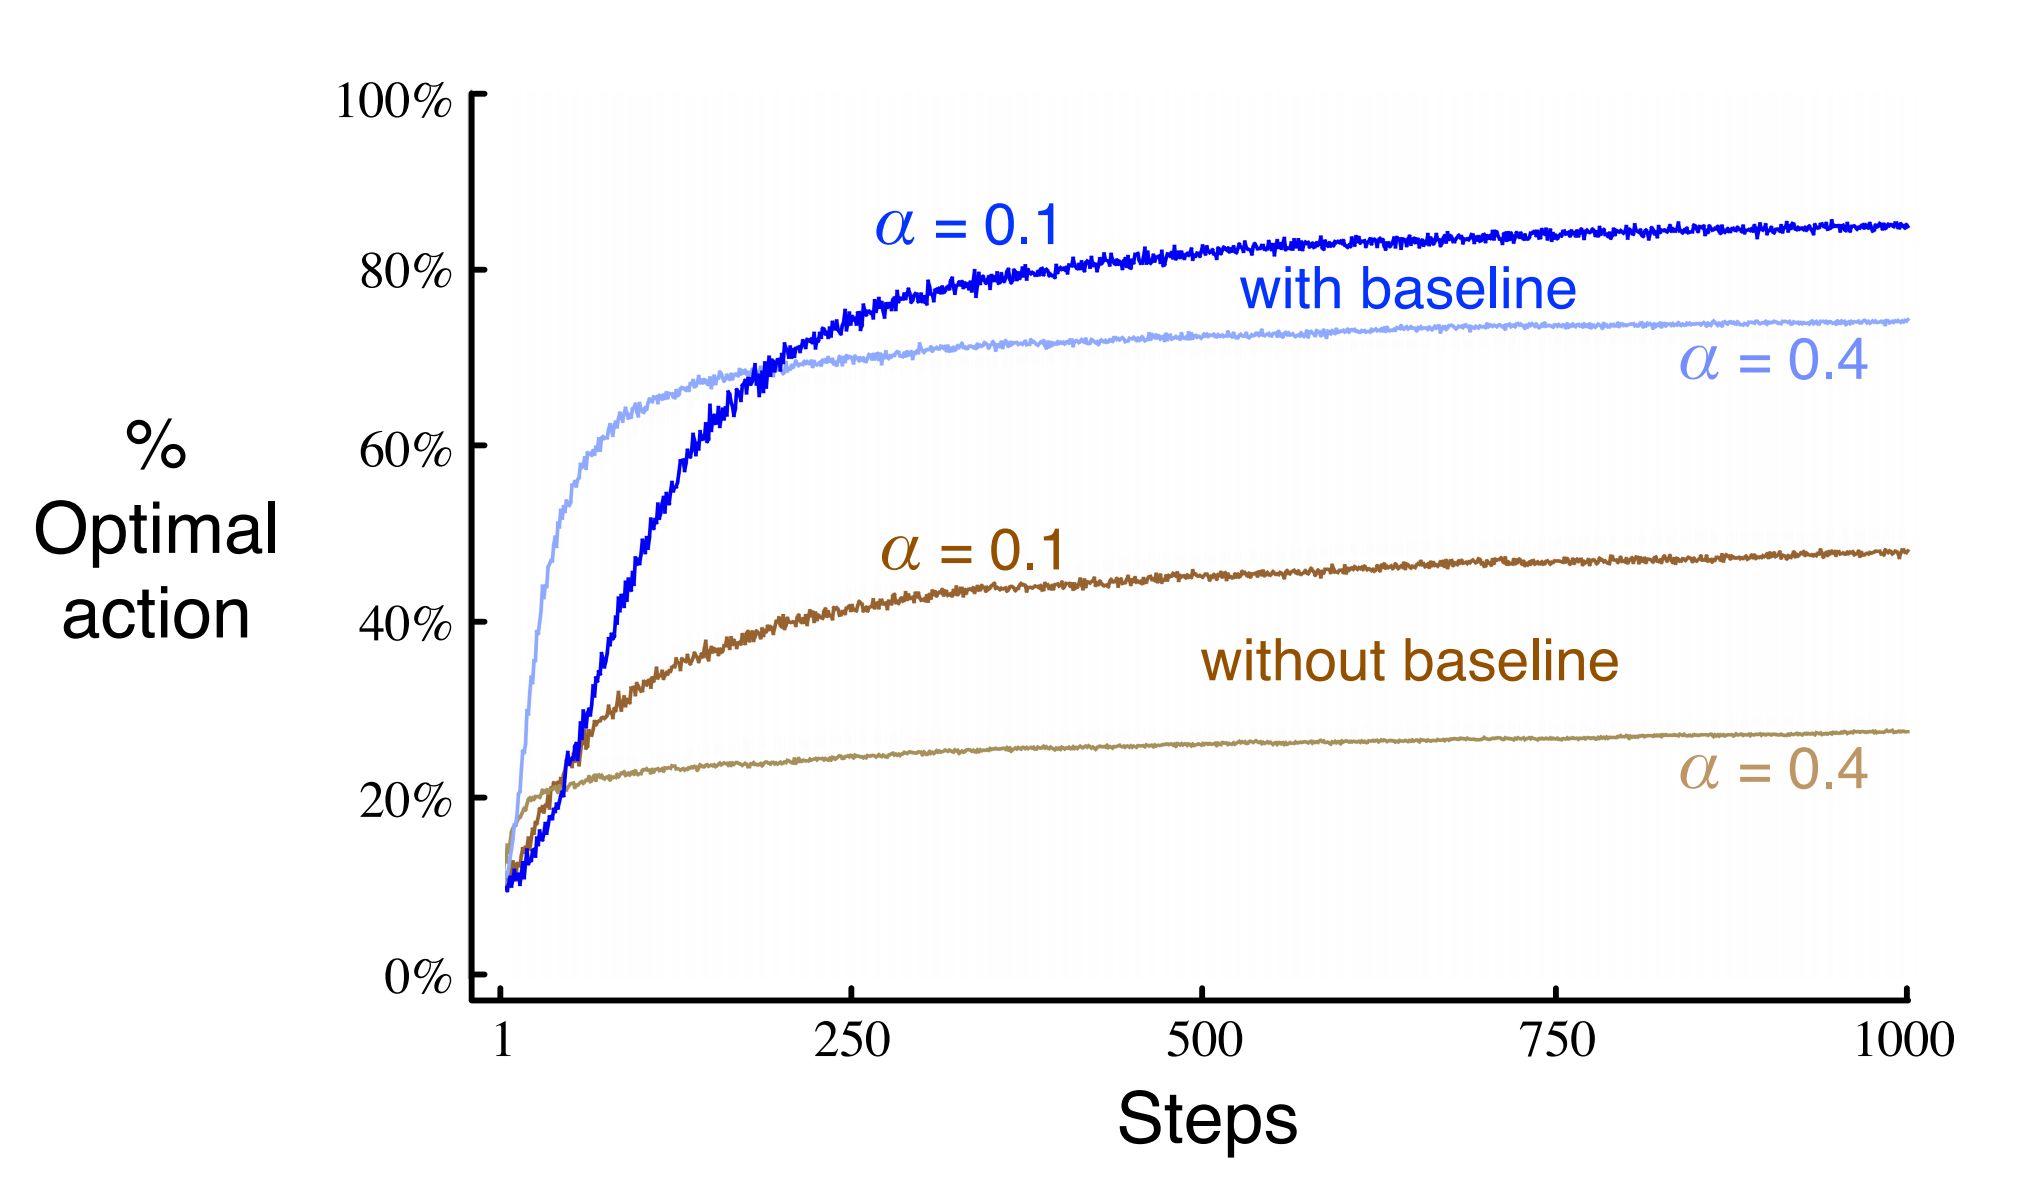 100%
α = 0.1
80%
with baseline
α = 0.4
%
Optimal
action
60%
α = 0.1
40%
without baseline
α = 0.4
20%
0%
1 250 500 750 1000
Steps